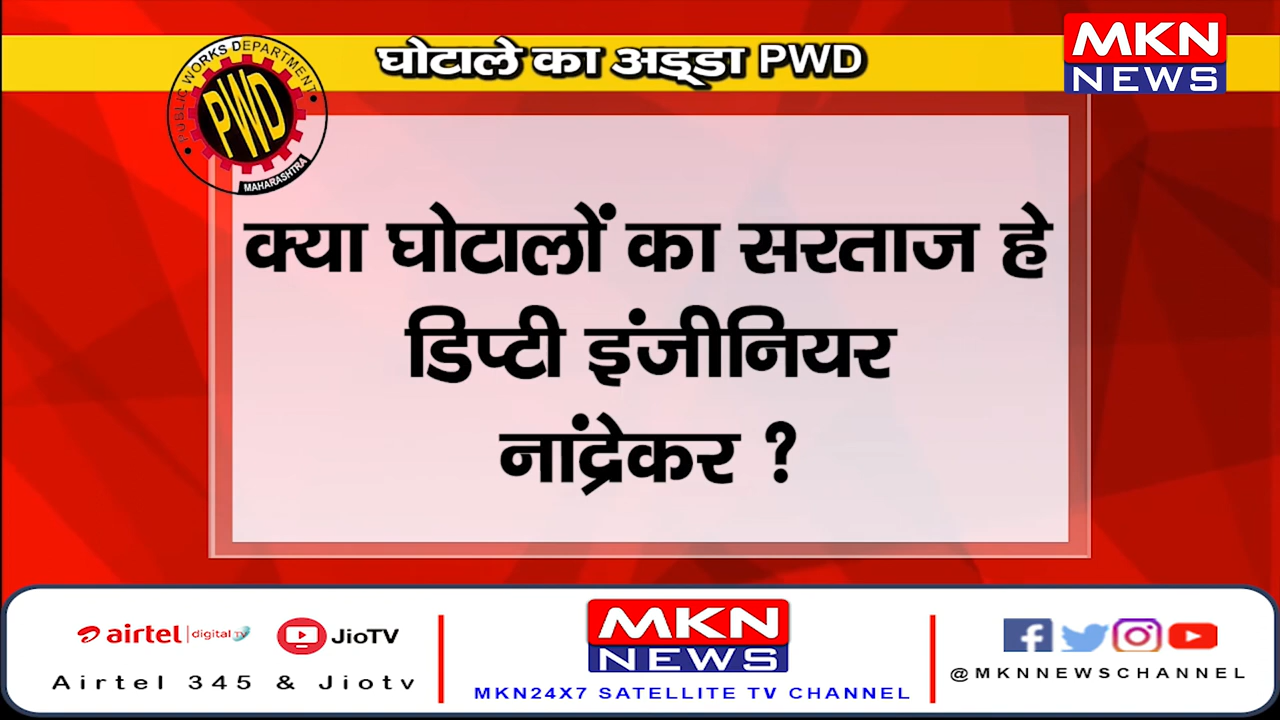 घोटाले का अड्डा PWD
MKN
NEWS
PUBLIC WORKS DEPARTMENT
PWD
MAHARASHTRA
क्या घोटालों का सरताज हे
डिप्टी इंजीनियर
नांद्रेकर ?
airtel digital TV JioTV
Airtel 345 & Jiotv
MKN
NEWS
MKN24X7 SATELLITE TV CHANNEL
@MKNNEWSCHANNEL